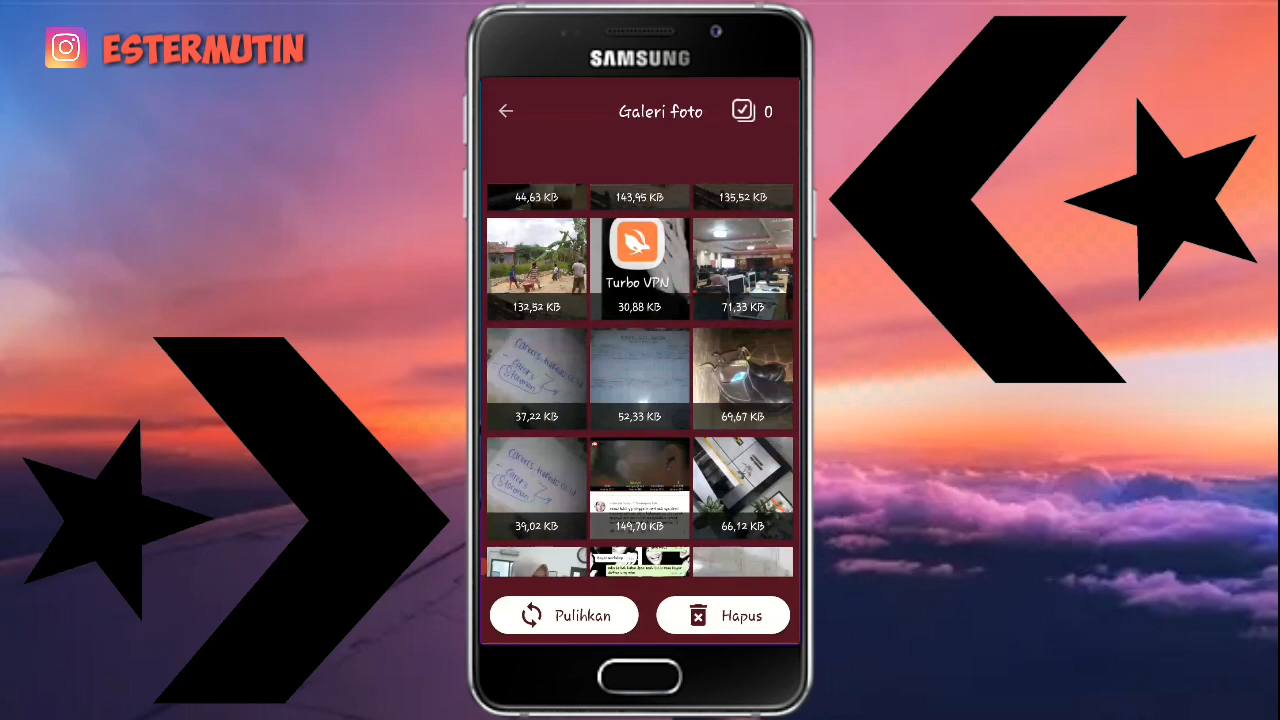 ESTERMUTIN
SAMSUNG
Galeri foto 0
44,63 KB 143,95 KB 135,52 KB
Turbo VPN
132,52 KB 30,88 KB 71,33 KB
37,22 KB 52,33 KB 69,67 KB
39,02 KB 149,70 KB 66,12 KB
Pulihkan Hapus